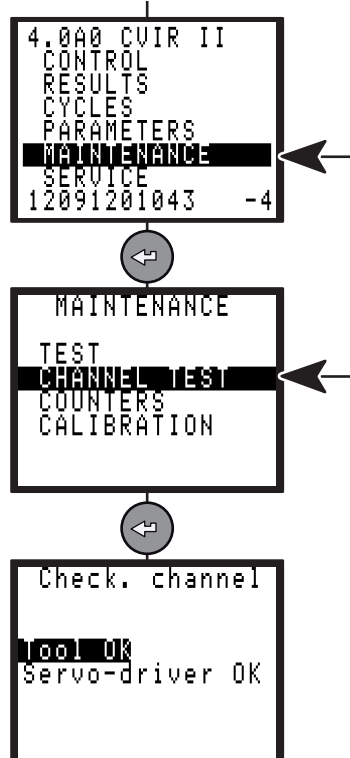 4.0A0 CVIR II
CONTROL
RESULTS
CYCLES
PARAMETERS
MAINTENANCE
SERVICE
12091201043 -4
MAINTENANCE
TEST
CHANNEL TEST
COUNTERS
CALIBRATION
Check. channel
Tool OK
Servo-driver OK